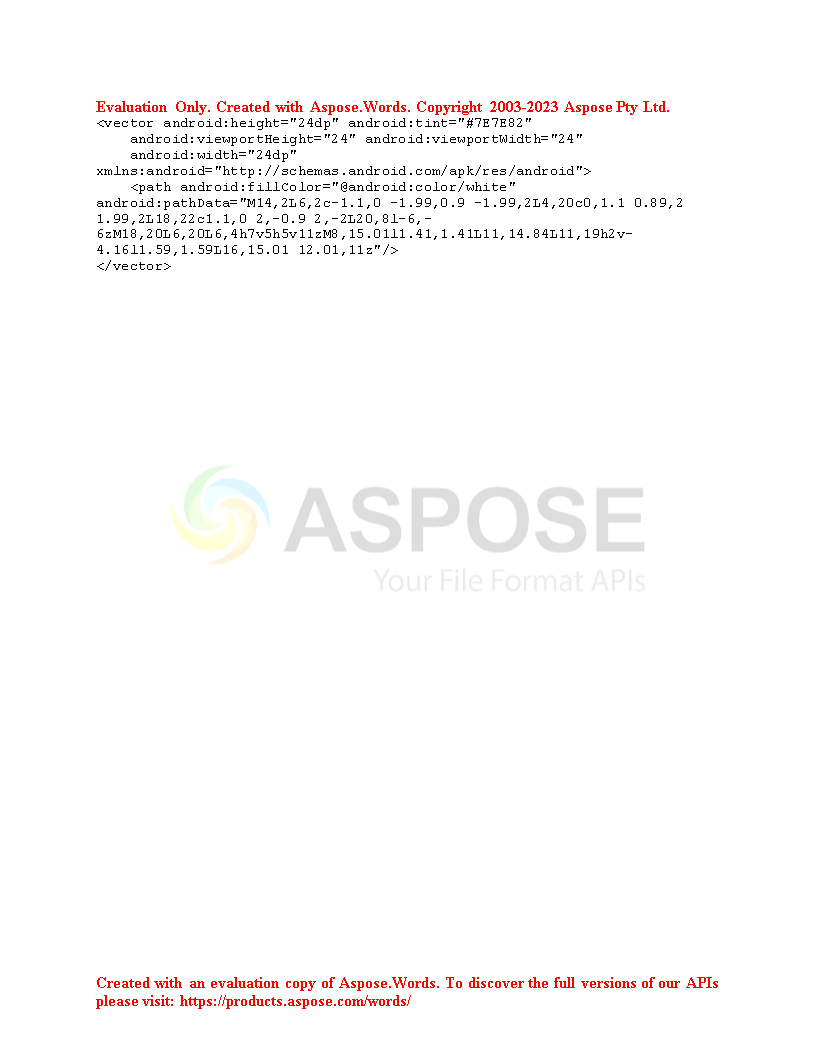 Evaluation Only. Created with Aspose.Words. Copyright 2003-2023 Aspose Pty Ltd.
<vector android:height="24dp" android:tint="#7E7E82"
    android:viewportHeight="24" android:viewportWidth="24"
    android:width="24dp"
xmlns:android="http://schemas.android.com/apk/res/android">
    <path android:fillColor="@android:color/white"
android:pathData="M14,2L6,2c-1.1,0 -1.99,0.9 -1.99,2L4,20c0,1.1 0.89,2
1.99,2L18,22c1.1,0 2,-0.9 2,-2L20,8l-6,-
6zM18,20L6,20L6,4h7v5h5v11zM8,15.01l1.41,1.41L11,14.84L11,19h2v-
4.16l1.59,1.59L16,15.01 12.01,11z"/>
</vector>
ASPOSE
Your File Format APIs
Created with an evaluation copy of Aspose.Words. To discover the full versions of our APIs
please visit: https://products.aspose.com/words/